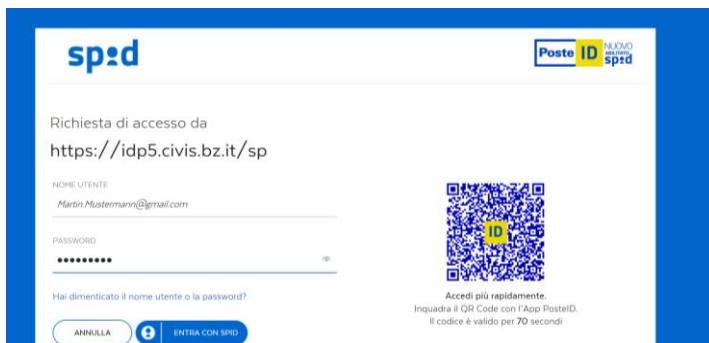 spid
Poste ID NUOVO
spid
Richiesta di accesso da
https://idp5.civis.bz.it/sp
NOME UTENTE
Martin.Mustermann@gmail.com
PASSWORD
•••••••••
Hai dimenticato il nome utente o la password?
ANNULLA
ENTRA CON SPID
ID
Accedi più rapidamente.
Inquadra il QR Code con l'App PosteID.
Il codice è valido per 70 secondi